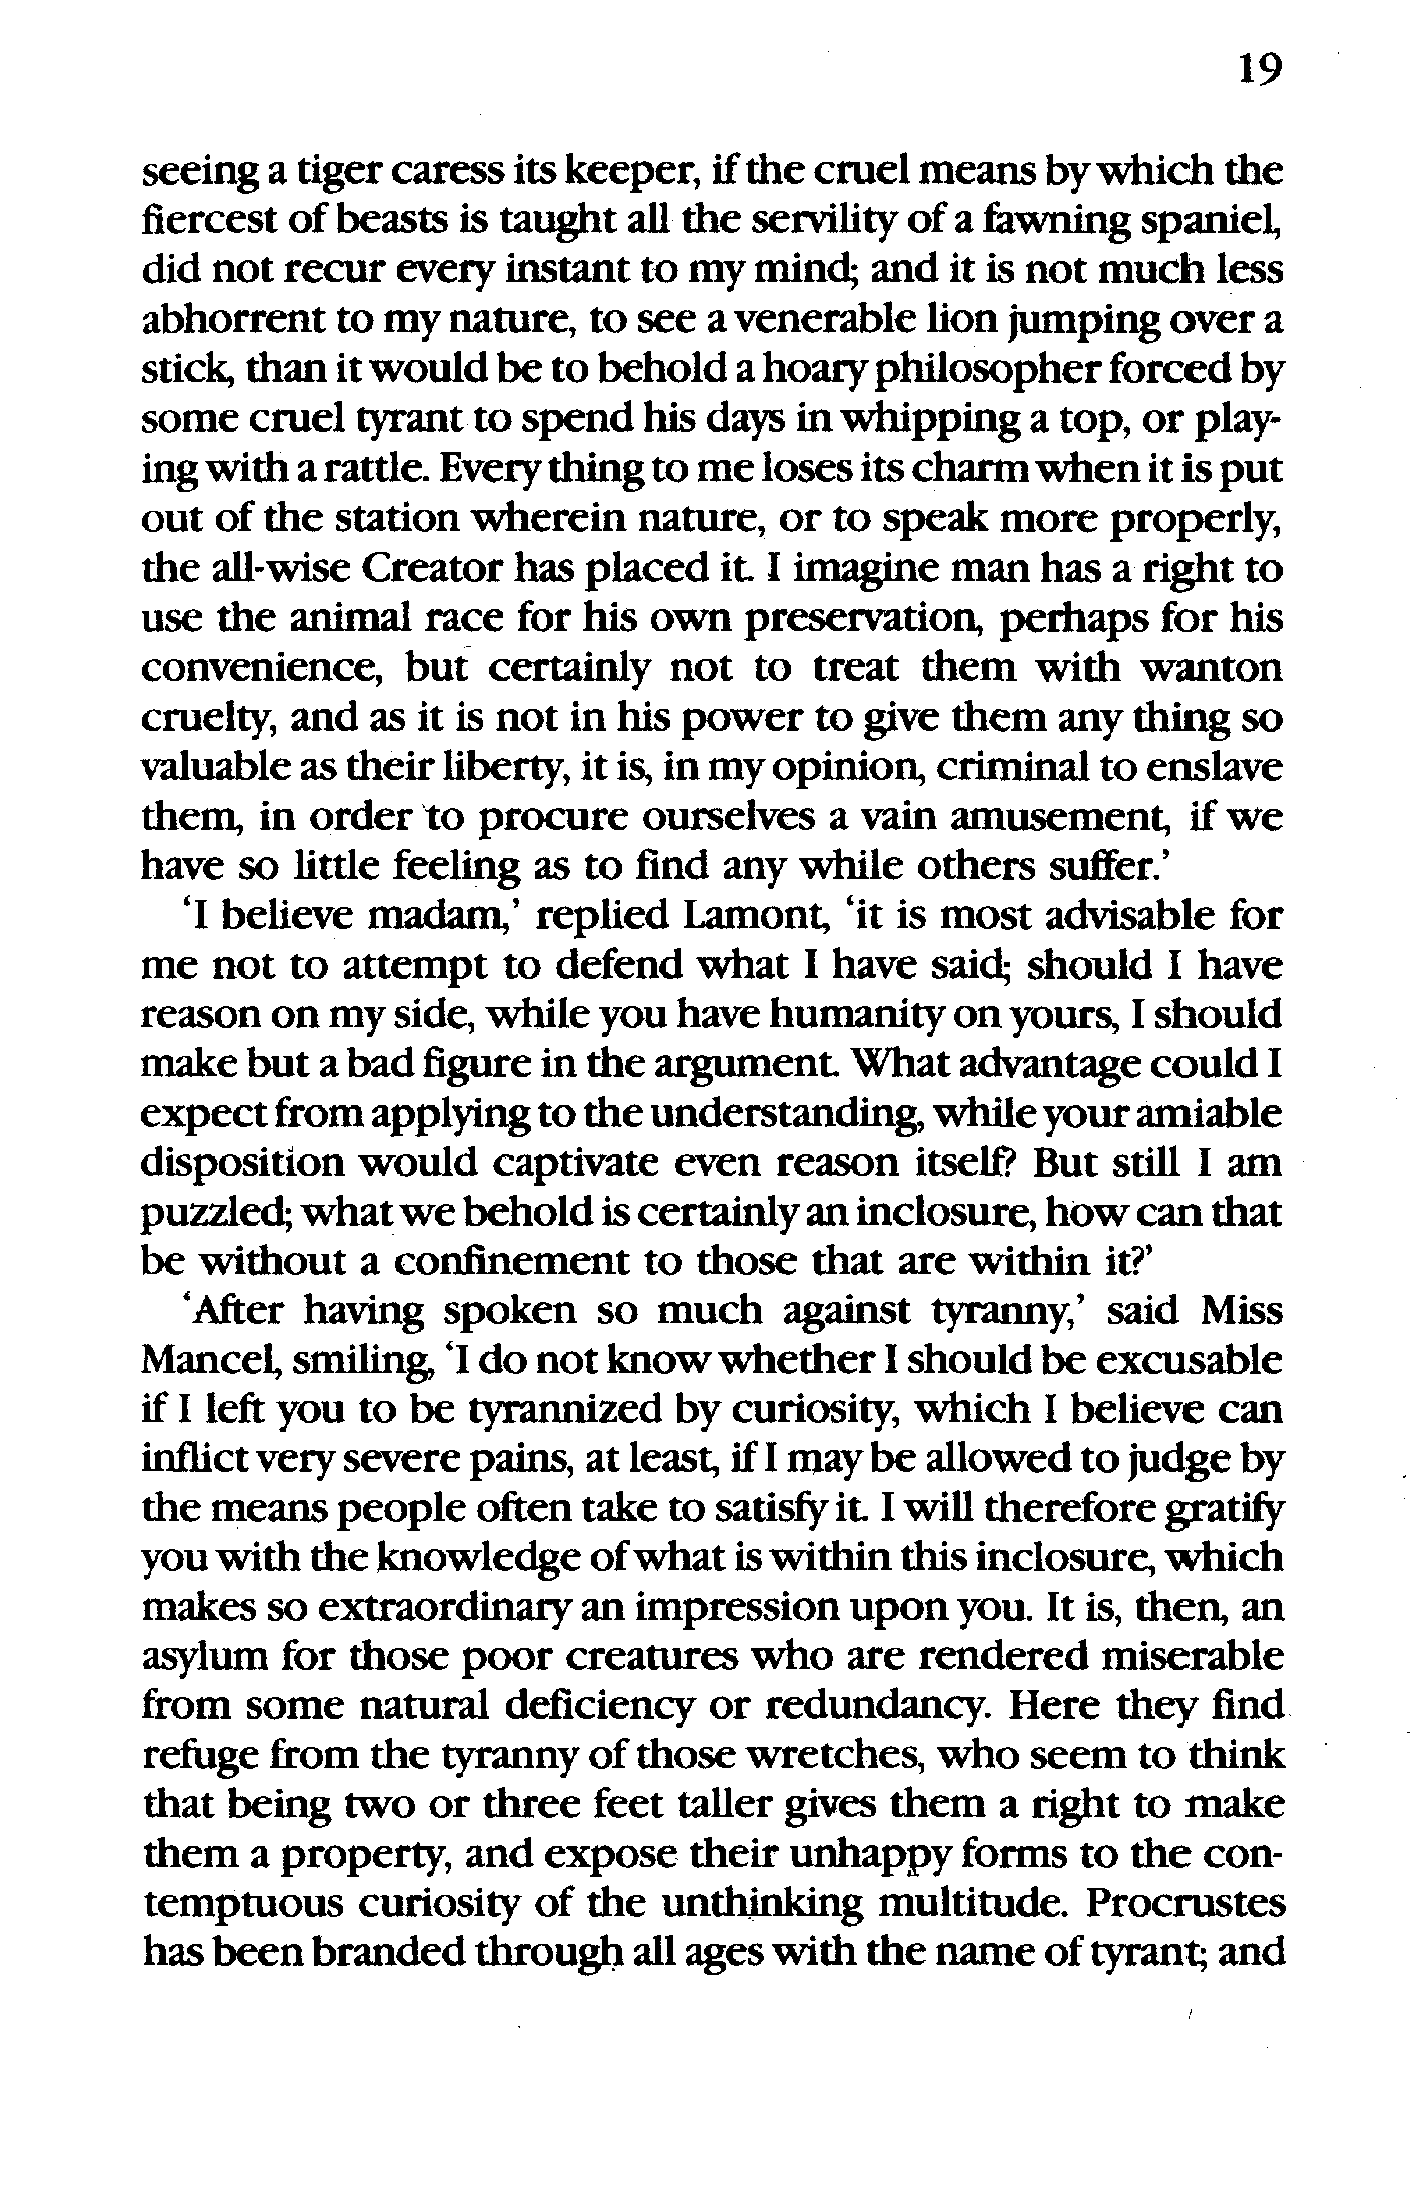 19
seeing a tiger caress its keeper, if the cruel means by which the
fiercest of beasts is taught all the servility of a fawning spaniel,
did not recur every instant to my mind; and it is not much less
abhorrent to my nature, to see a venerable lion jumping over a
stick, than it would be to behold a hoary philosopher forced by
some cruel tyrant to spend his days in whipping a top, or play-
ing with a rattle. Every thing to me loses its charm when it is put
out of the station wherein nature, or to speak more properly,
the all-wise Creator has placed it. I imagine man has a right to
use the animal race for his own preservation, perhaps for his
convenience, but certainly not to treat them with wanton
cruelty, and as it is not in his power to give them any thing so
valuable as their liberty, it is, in my opinion, criminal to enslave
them, in order to procure ourselves a vain amusement, if we
have so little feeling as to find any while others suffer.’
‘I believe madam,’ replied Lamont, ‘it is most advisable for
me not to attempt to defend what I have said; should I have
reason on my side, while you have humanity on yours, I should
make but a bad figure in the argument. What advantage could I
expect from applying to the understanding, while your amiable
disposition would captivate even reason itself? But still I am
puzzled; what we behold is certainly an inclosure, how can that
be without a confinement to those that are within it?’
‘After having spoken so much against tyranny,’ said Miss
Mancel, smiling, ‘I do not know whether I should be excusable
if I left you to be tyrannized by curiosity, which I believe can
inflict very severe pains, at least, if I may be allowed to judge by
the means people often take to satisfy it. I will therefore gratify
you with the knowledge of what is within this inclosure, which
makes so extraordinary an impression upon you. It is, then, an
asylum for those poor creatures who are rendered miserable
from some natural deficiency or redundancy. Here they find
refuge from the tyranny of those wretches, who seem to think
that being two or three feet taller gives them a right to make
them a property, and expose their unhappy forms to the con-
temptuous curiosity of the unthinking multitude. Procrustes
has been branded through all ages with the name of tyrant; and